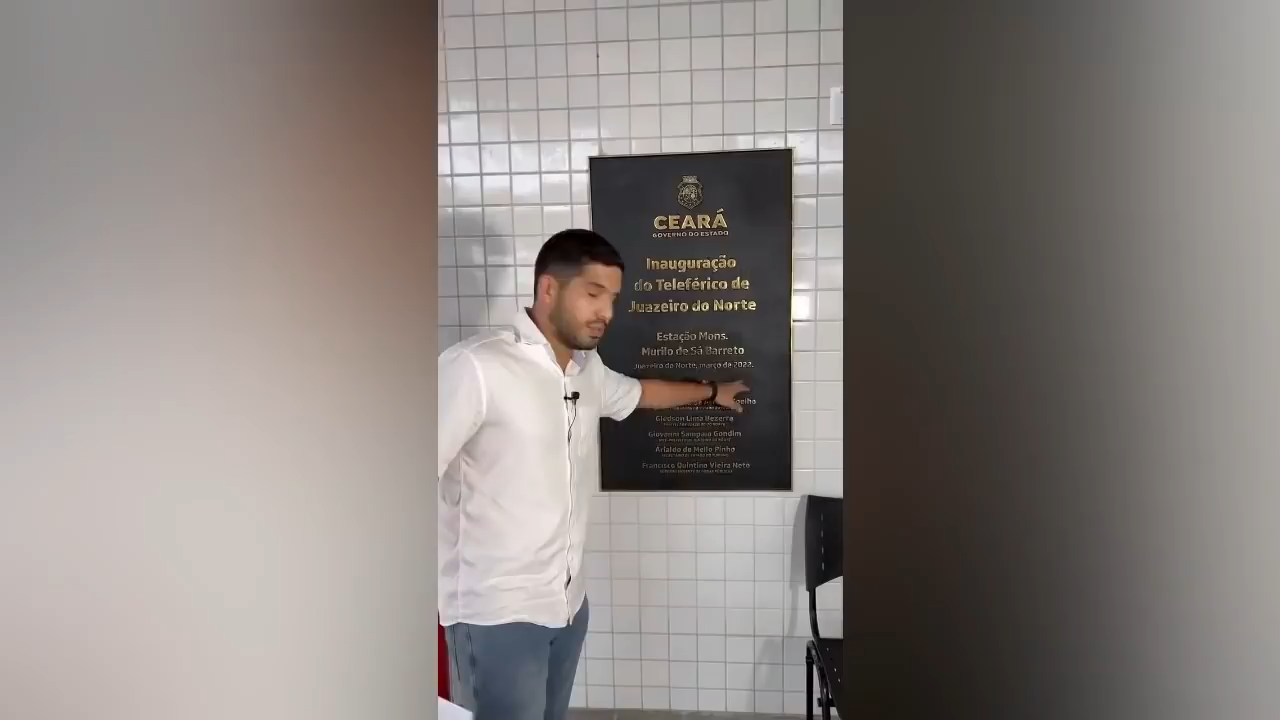 CEARÁ
GOVERNO DO ESTADO
Inauguração
do Teleférico de
Juazeiro do Norte
Estação Mons.
Murilo de Sá Barreto
Juazeiro do Norte, março de 2022.
Gledson Lima Bezerra
Giovanni Sampaio Gondim
Arialdo de Mello Pinho
Francisco Quintino Vieira Neto